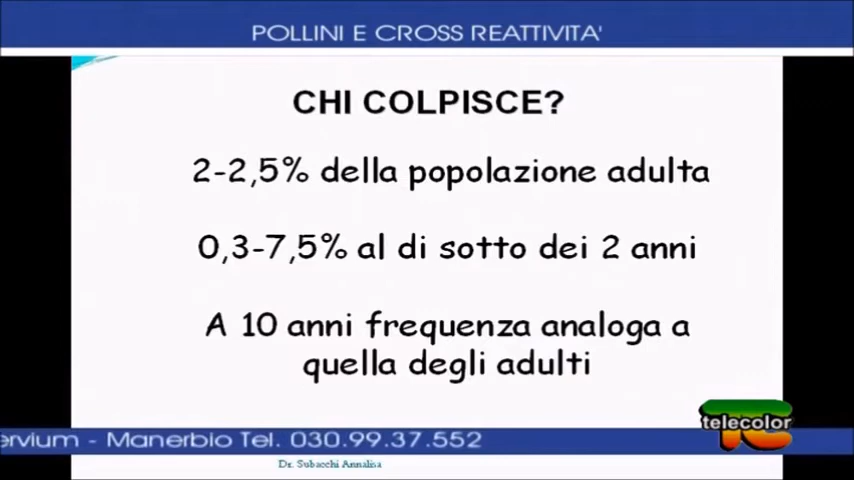 POLLINI E CROSS REATTIVITA'
CHI COLPISCE?
2-2,5% della popolazione adulta
0,3-7,5% al di sotto dei 2 anni
A 10 anni frequenza analoga a
quella degli adulti
telecolor
ervium - Manerbio Tel. 030.99.37.552
Dr. Subacchi Annalisa